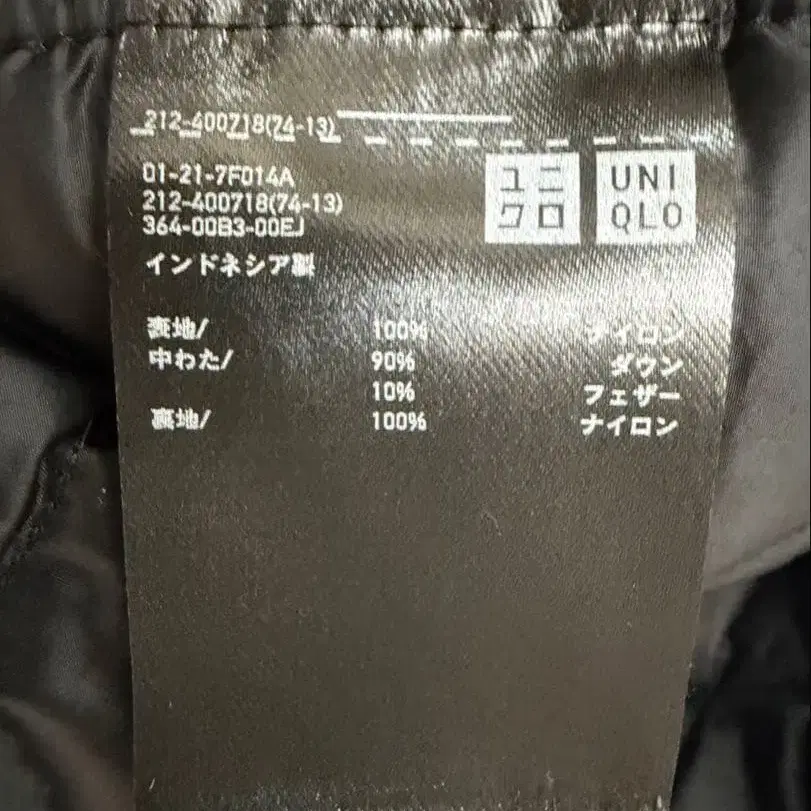 212-400718(74-13)
01-21-7F014A
212-400718(74-13)
364-00B3-00EJ
インドネシア製
ユニ
クロ
UNI
QLO
表地/ 100% ナイロン
中わた/ 90% ダウン
10% フェザー
裏地/ 100% ナイロン